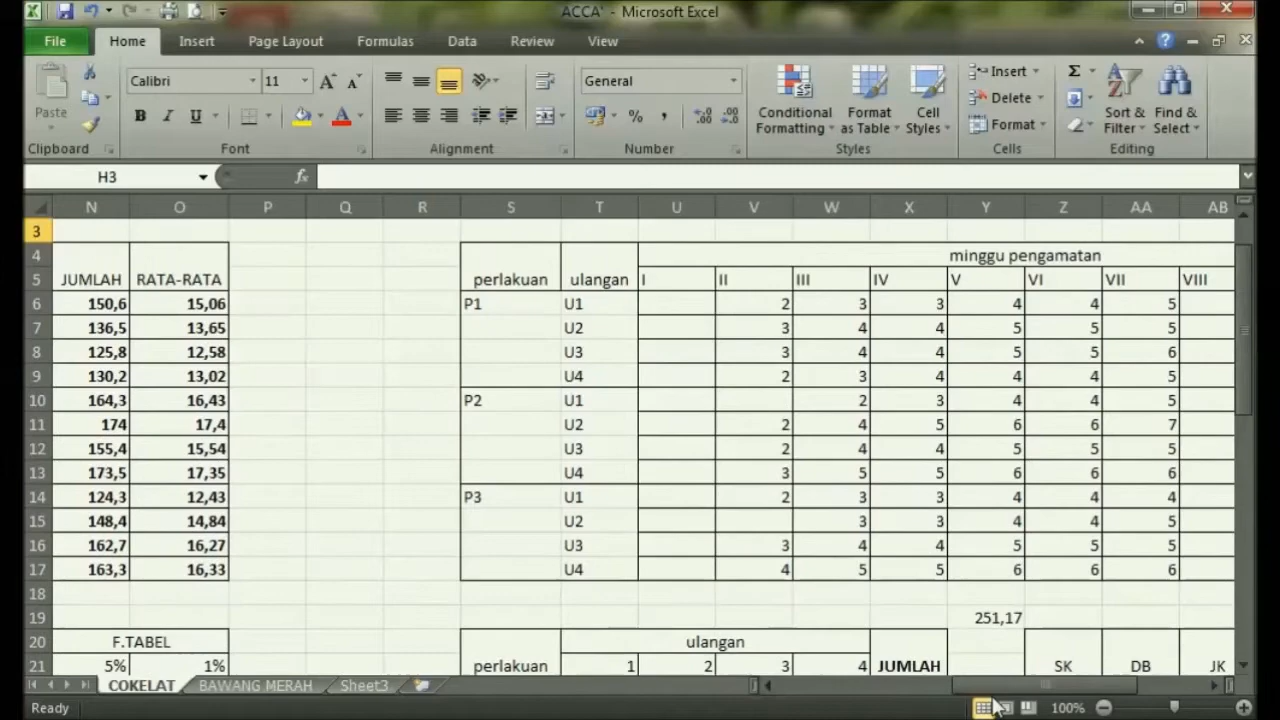 ACCA' - Microsoft Excel
File Home Insert Page Layout Formulas Data Review View
Calibri 11 General Insert
Paste Conditional Formatting Format as Table Cell Styles Delete Sort & Filter Find & Select
B I U % , Format
Clipboard Font Alignment Number Styles Cells Editing
H3 fx
N O P Q R S T U V W X Y Z AA AB
3
4 minggu pengamatan
5 JUMLAH RATA-RATA perlakuan ulangan I II III IV V VI VII VIII
6 150,6 15,06 P1 U1 2 3 3 4 4 5
7 136,5 13,65 U2 3 4 4 5 5 5
8 125,8 12,58 U3 3 4 4 5 5 6
9 130,2 13,02 U4 2 3 4 4 4 5
10 164,3 16,43 P2 U1 2 3 4 4 5
11 174 17,4 U2 2 4 5 6 6 7
12 155,4 15,54 U3 2 4 4 5 5 5
13 173,5 17,35 U4 3 5 5 6 6 6
14 124,3 12,43 P3 U1 2 3 3 4 4 4
15 148,4 14,84 U2 3 3 4 4 5
16 162,7 16,27 U3 3 4 4 5 5 5
17 163,3 16,33 U4 4 5 5 6 6 6
18
19 251,17
20 F.TABEL ulangan
21 5% 1% perlakuan 1 2 3 4 JUMLAH SK DB JK
COKELAT BAWANG MERAH Sheet3
Ready 100%